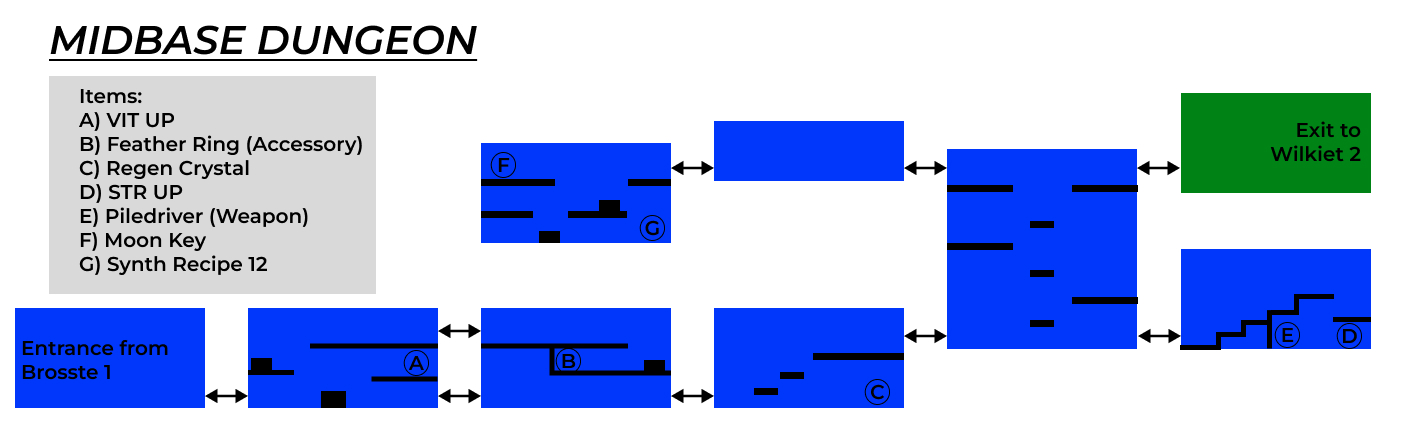 MIDBASE DUNGEON
Items:
A) VIT UP
B) Feather Ring (Accessory)
C) Regen Crystal
D) STR UP
E) Piledriver (Weapon)
F) Moon Key
G) Synth Recipe 12
Exit to
Wilkiet 2
F
G
Entrance from
Brosste 1
A
B
C
E
D